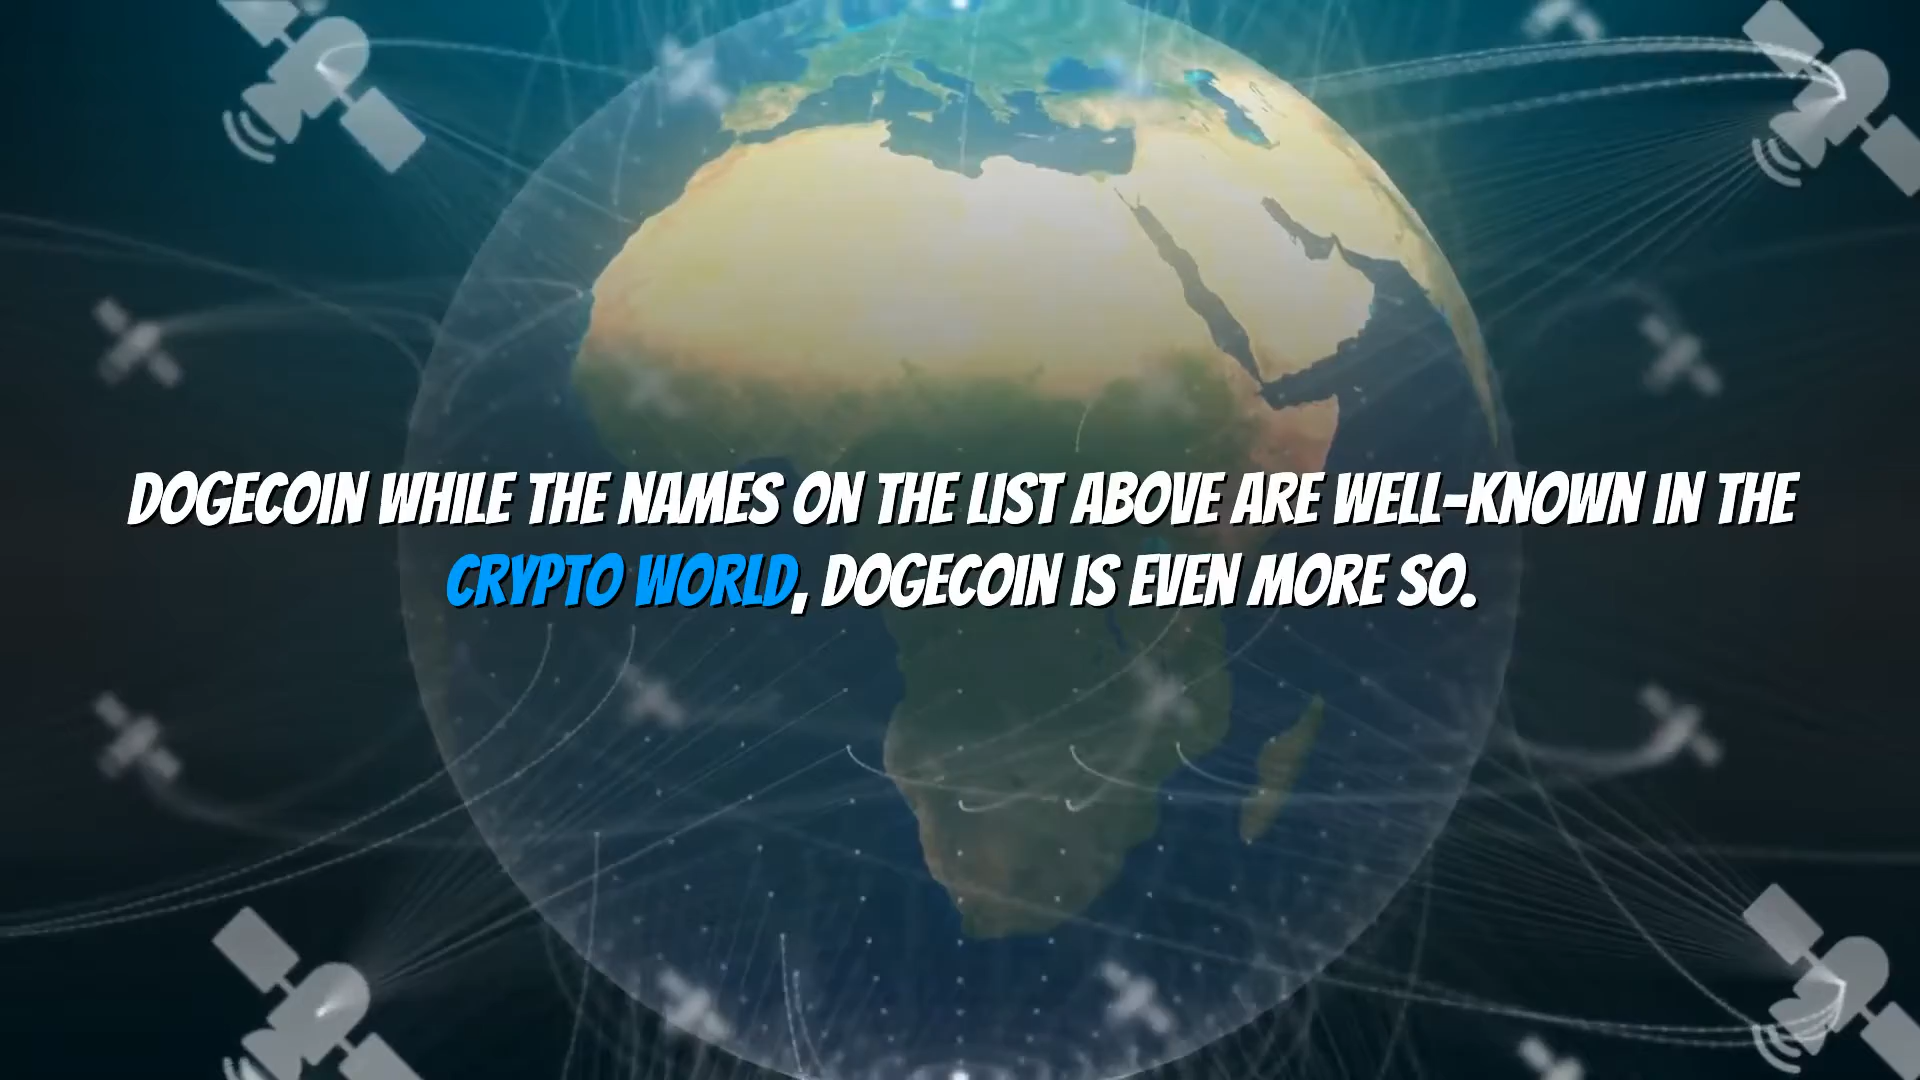 DOGECOIN WHILE THE NAMES ON THE LIST ABOVE ARE WELL-KNOWN IN THE
CRYPTO WORLD, DOGECOIN IS EVEN MORE SO.